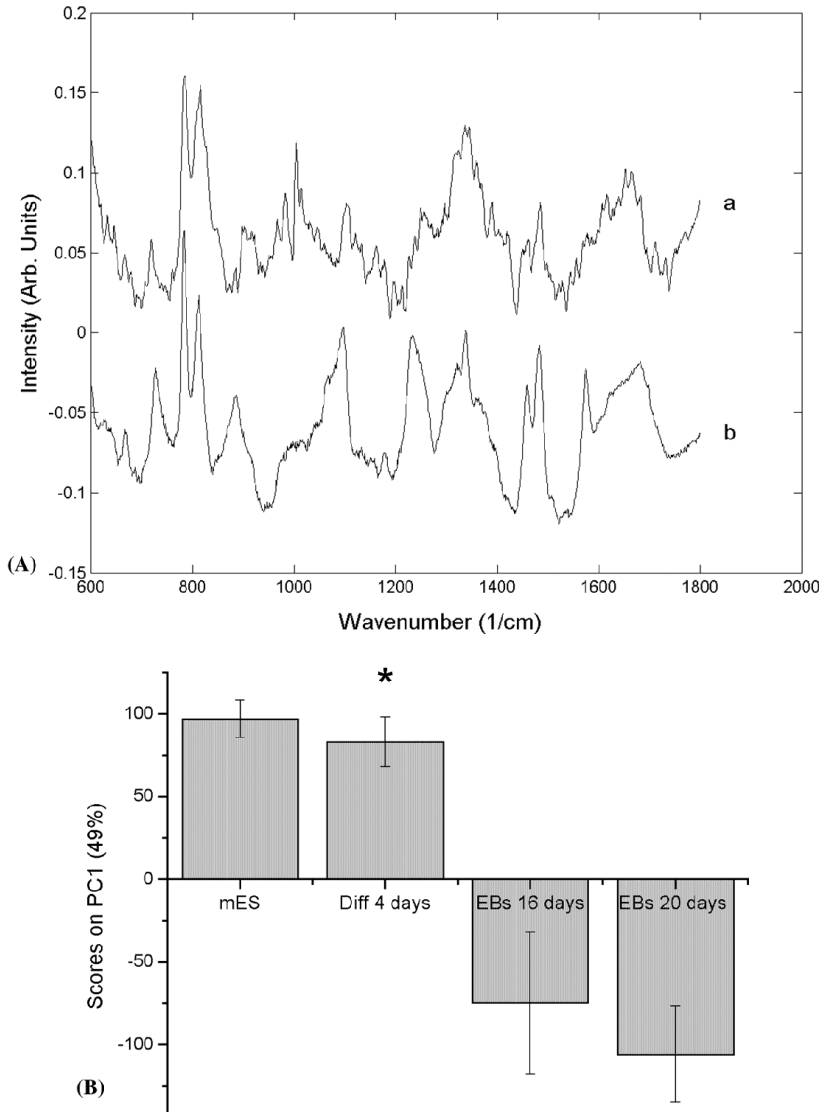 0.2
0.15
0.1
0.05
0
-0.05
-0.1
-0.15
600 800 1000 1200 1400 1600 1800 2000
Intensity (Arb. Units)
Wavenumber (1/cm)
a
b
(A)
*
100
50
0
-50
-100
Scores on PC1 (49%)
mES Diff 4 days EBs 16 days EBs 20 days
(B)